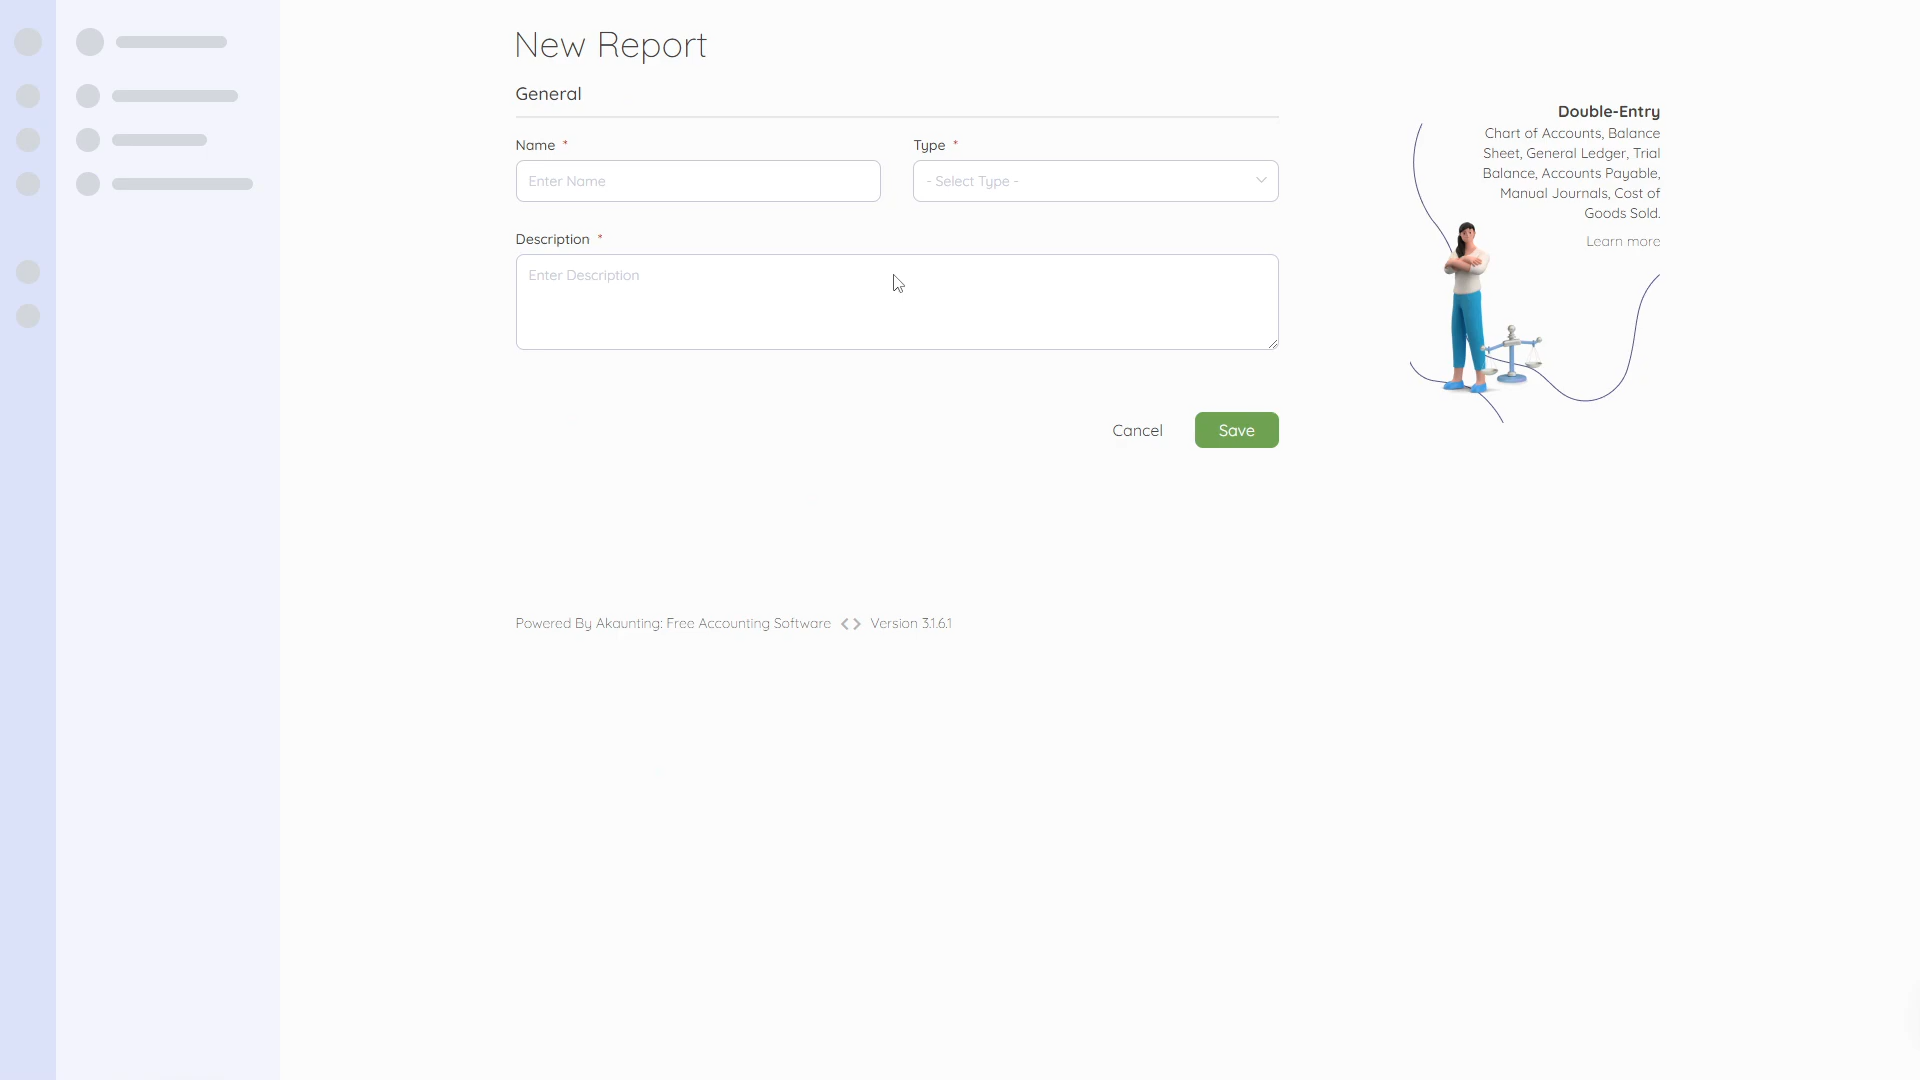 New Report
General
Name *
Type *
Enter Name
- Select Type -
Description *
Enter Description
Cancel
Save
Double-Entry
Chart of Accounts, Balance
Sheet, General Ledger, Trial
Balance, Accounts Payable,
Manual Journals, Cost of
Goods Sold.
Learn more
Powered By Akaunting: Free Accounting Software <> Version 3.1.6.1